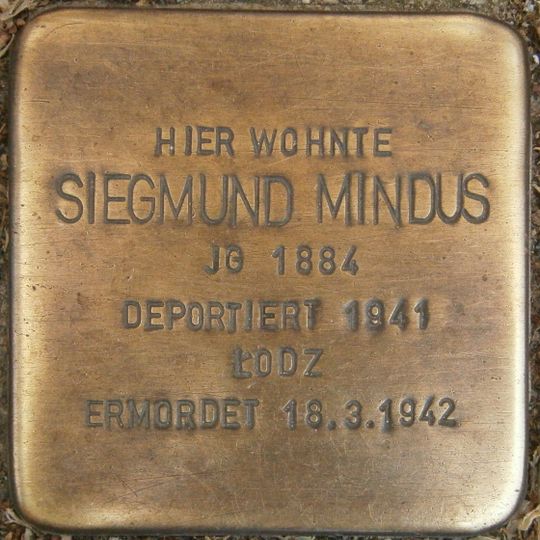 HIER WOHNTE
SIEGMUND MINDUS
JG 1884
DEPORTIERT 1941
ŁODZ
ERMORDET 18.3.1942